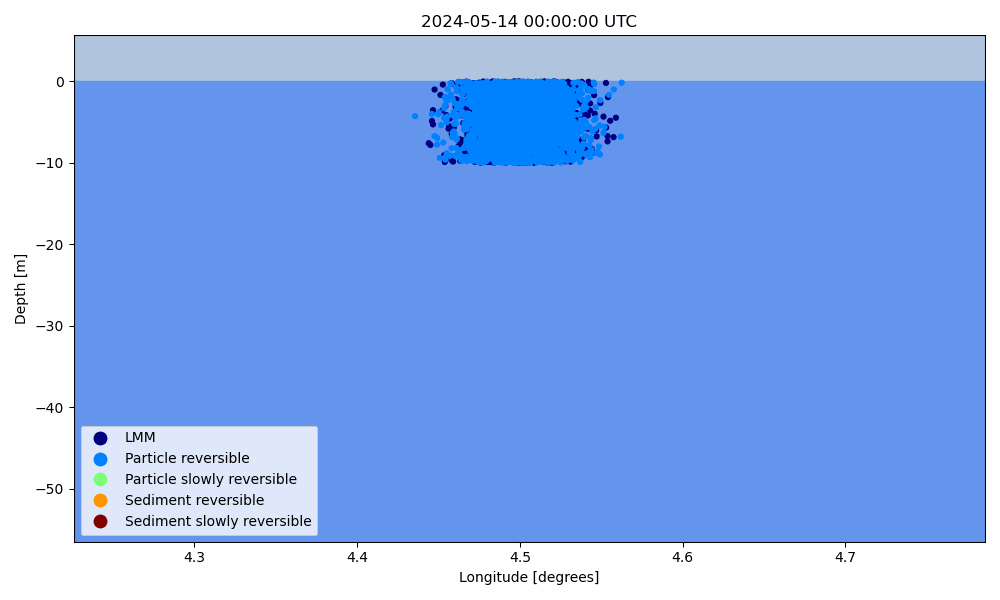 2024-05-14 00:00:00 UTC
0
−10
−20
−30
−40
−50
Depth [m]
LMM
Particle reversible
Particle slowly reversible
Sediment reversible
Sediment slowly reversible
4.3 4.4 4.5 4.6 4.7
Longitude [degrees]